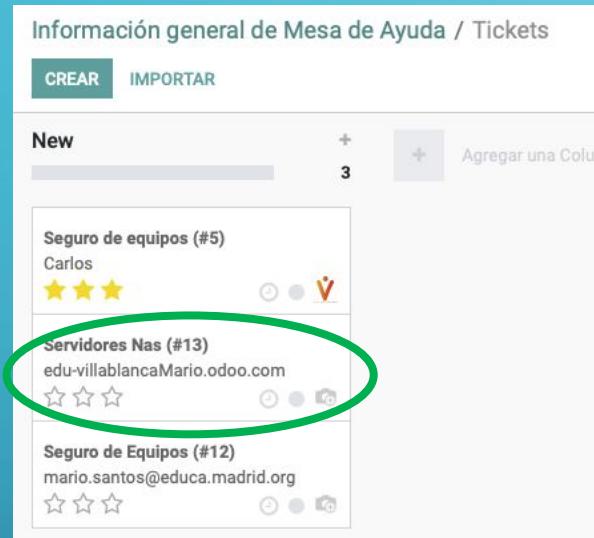 Información general de Mesa de Ayuda / Tickets
CREAR IMPORTAR
New +
3
+ Agregar una Colu
Seguro de equipos (#5)
Carlos
Servidores Nas (#13)
edu-villablancaMario.odoo.com
Seguro de Equipos (#12)
mario.santos@educa.madrid.org